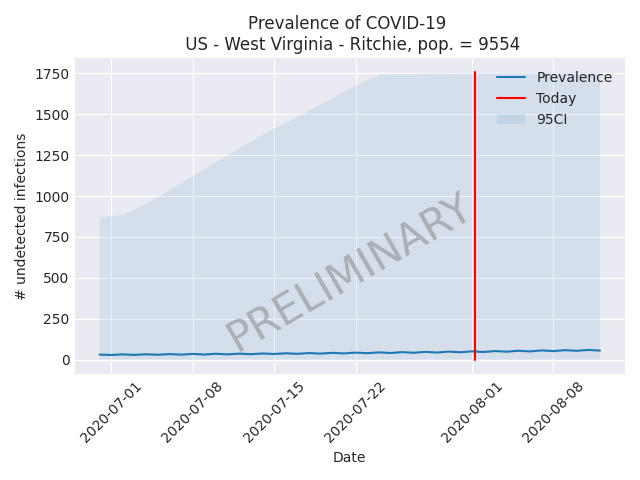 Prevalence of COVID-19
US - West Virginia - Ritchie, pop. = 9554
Prevalence
Today
95CI
1750
1500
1250
1000
750
500
250
0
# undetected infections
PRELIMINARY
2020-07-01
2020-07-08
2020-07-15
2020-07-22
2020-08-01
2020-08-08
Date